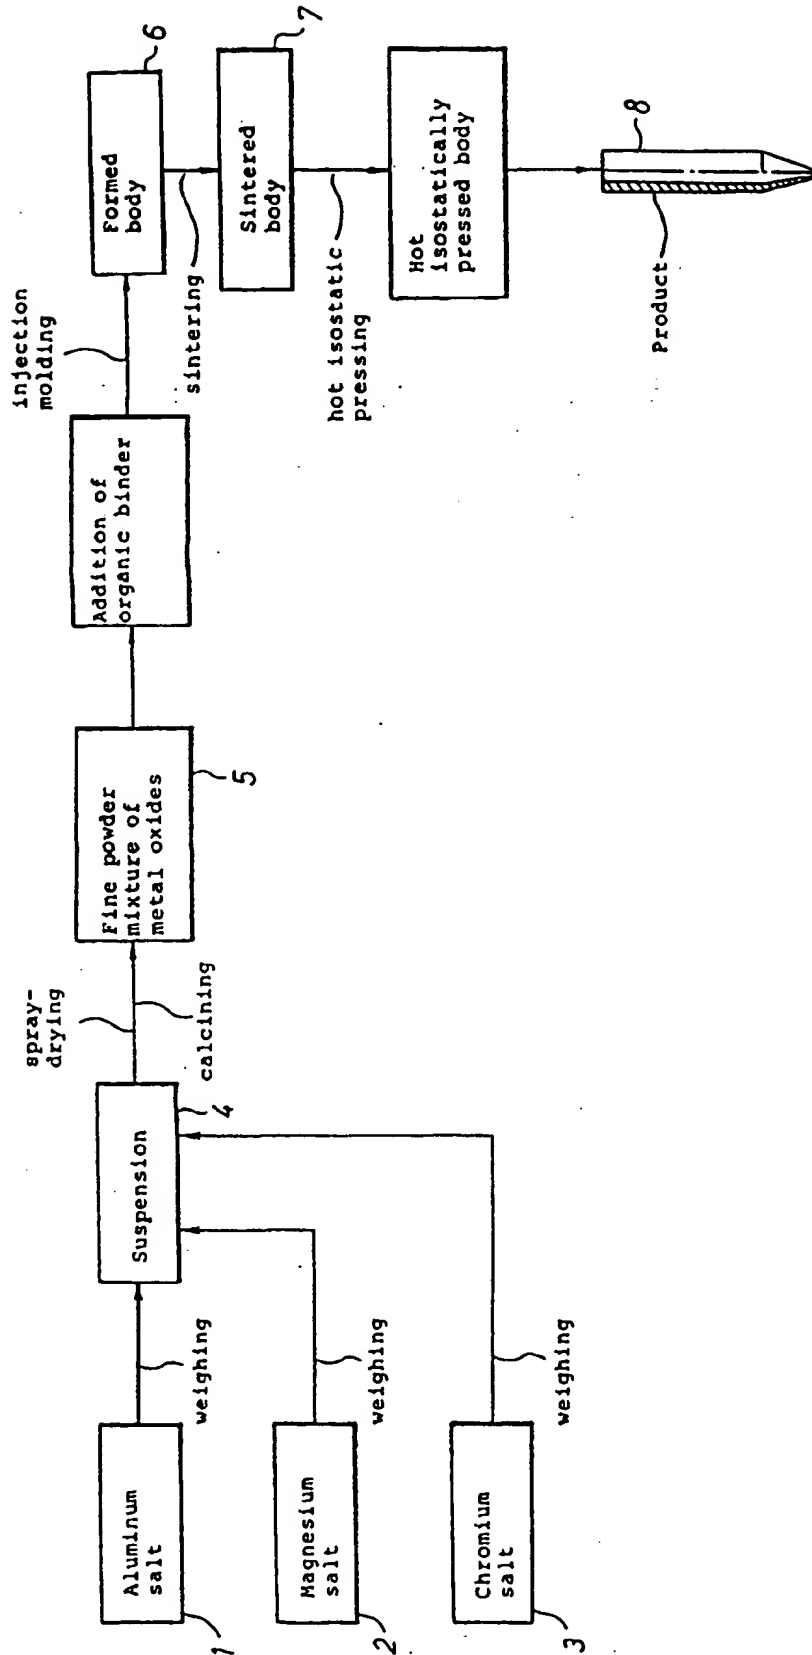 Aluminum
salt
1
weighing
Magnesium
salt
2
weighing
Chromium
salt
3
weighing
Suspension
4
spray-
drying
calcining
Fine powder
mixture of
metal oxides
5
Addition of
organic binder
injection
molding
Formed
body
6
sintering
Sintered
body
7
hot isostatic
pressing
Hot
isostatically
pressed body
Product
8